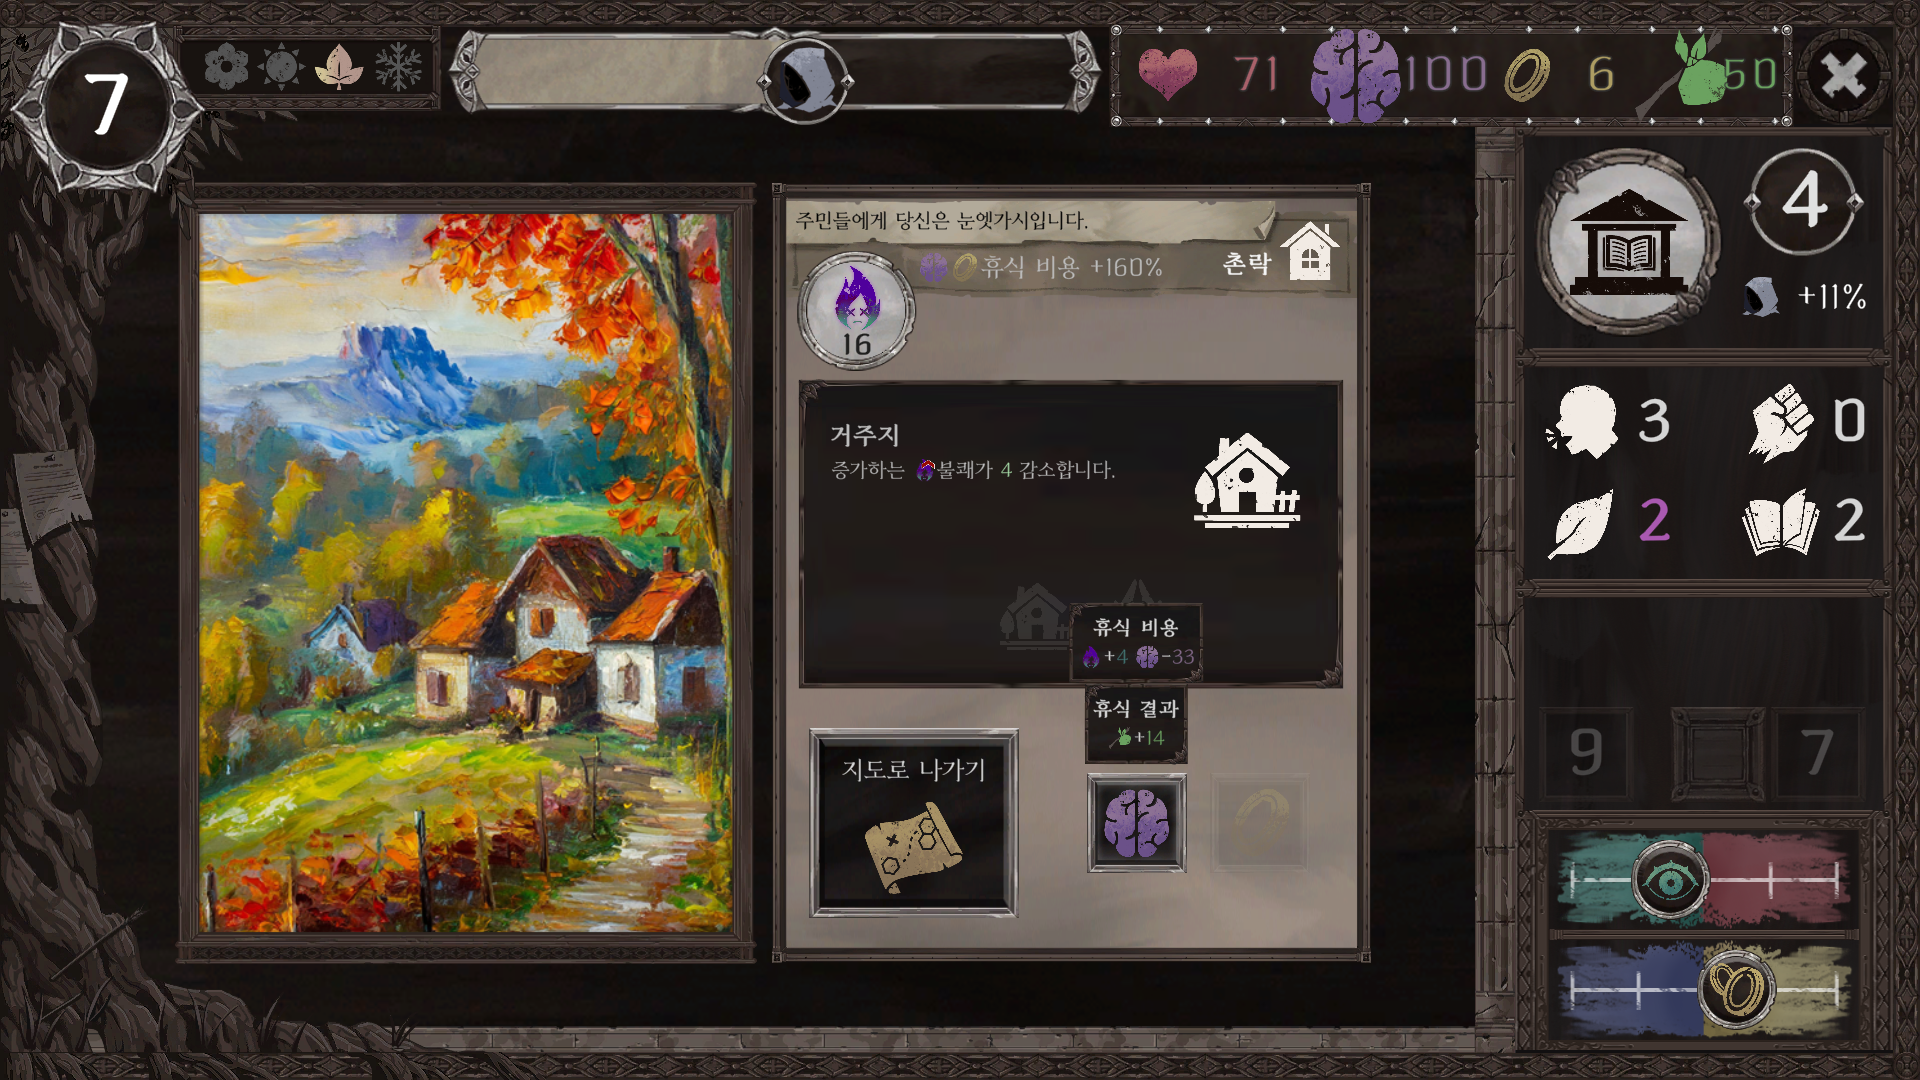 7
71
100
6
50
주민들에게 당신은 눈엣가시입니다.
휴식 비용 +160%
촌락
16
거주지
증가하는 불쾌가 4 감소합니다.
휴식 비용
+4 -33
휴식 결과
+14
지도로 나가기
4
+11%
3
0
2
2
9
7